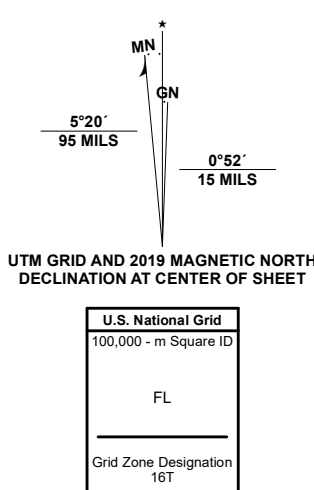 MN
GN
5°20´
95 MILS
0°52´
15 MILS
UTM GRID AND 2019 MAGNETIC NORTH
DECLINATION AT CENTER OF SHEET
U.S. National Grid
100,000 - m Square ID
FL
Grid Zone Designation
16T